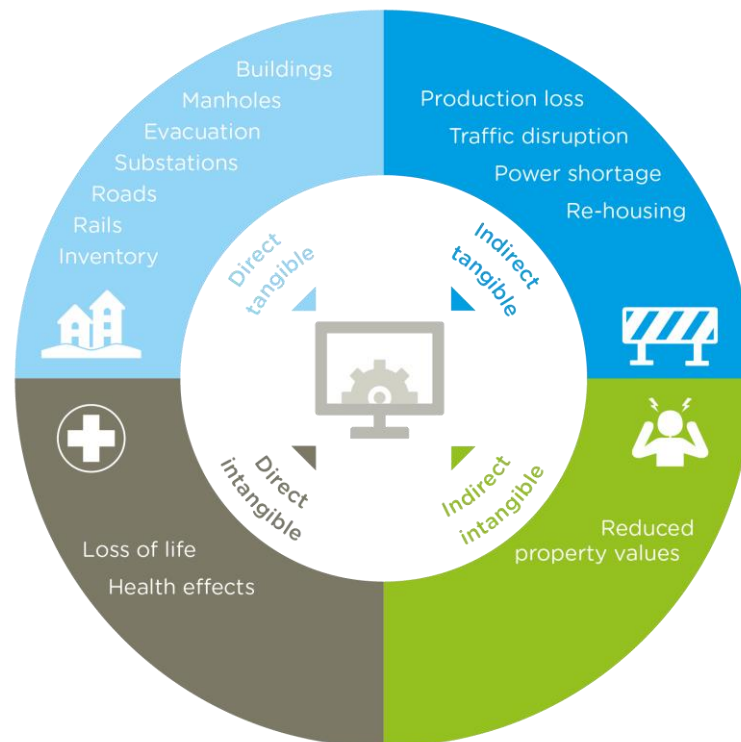 Buildings
Manholes
Evacuation
Substations
Roads
Rails
Inventory
Production loss
Traffic disruption
Power shortage
Re-housing
Direct
tangible
Indirect
tangible
Direct
intangible
Indirect
intangible
Loss of life
Health effects
Reduced
property values